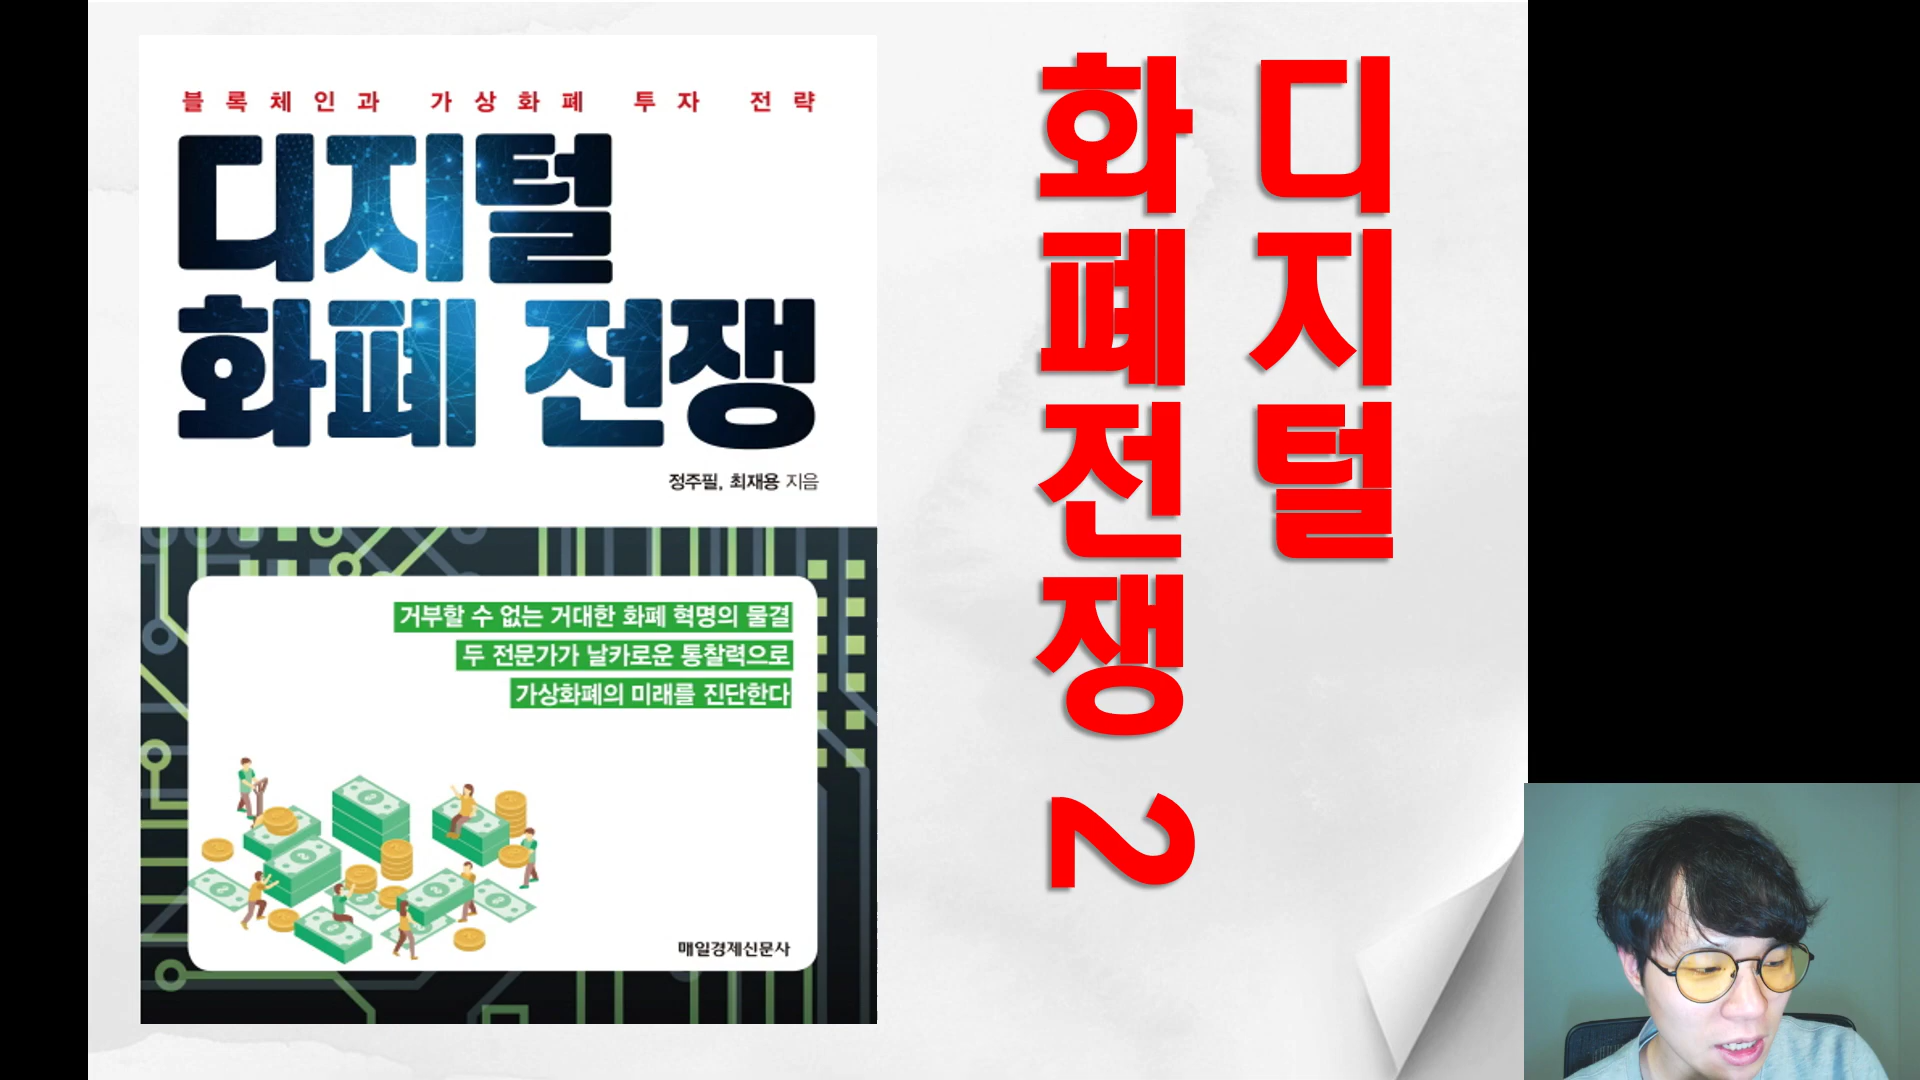 블록체인과 가상화폐 투자 전략
디지털
화폐 전쟁
정주필, 최재용 지음
거부할 수 없는 거대한 화폐 혁명의 물결
두 전문가가 날카로운 통찰력으로
가상화폐의 미래를 진단한다
매일경제신문사
디지털
화폐전쟁 2